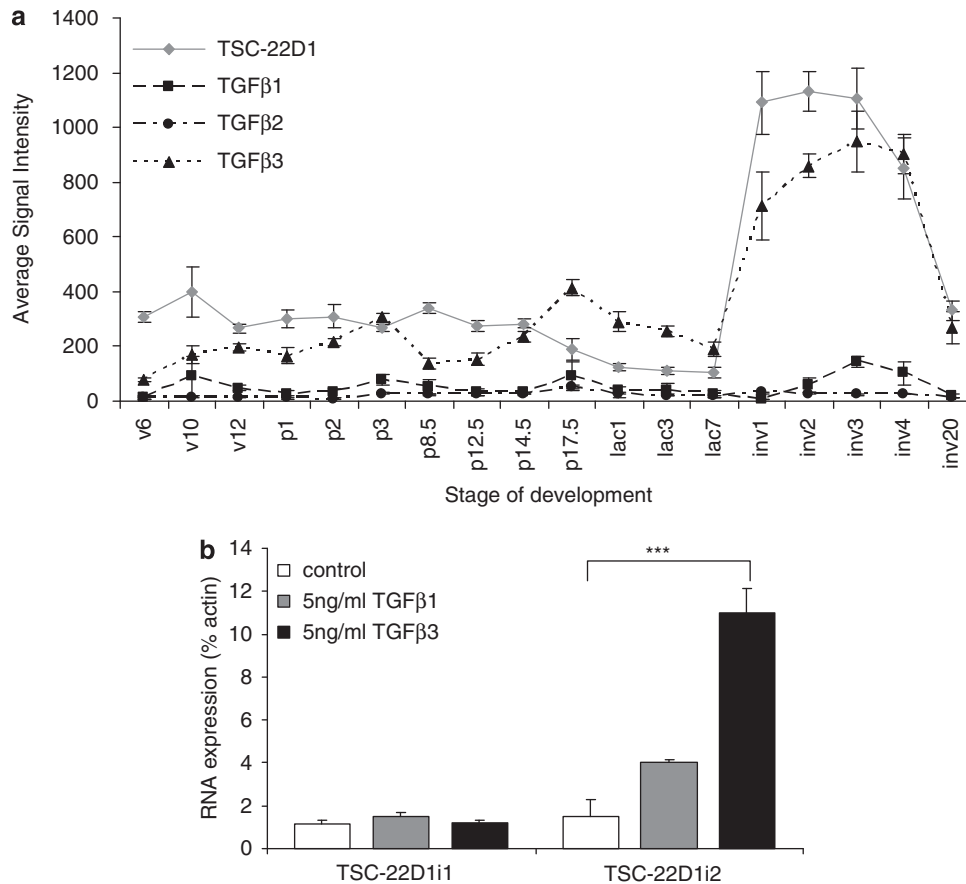 a
1400
1200
1000
800
600
400
200
0
Average Signal Intensity
TSC-22D1
TGFβ1
TGFβ2
TGFβ3
v6 v10 v12 p1 p2 p3 p8.5 p12.5 p14.5 p17.5 lac1 lac3 lac7 inv1 inv2 inv3 inv4 inv20
Stage of development
b
14
12
10
8
6
4
2
0
RNA expression (% actin)
control
5ng/ml TGFβ1
5ng/ml TGFβ3
***
TSC-22D1i1 TSC-22D1i2